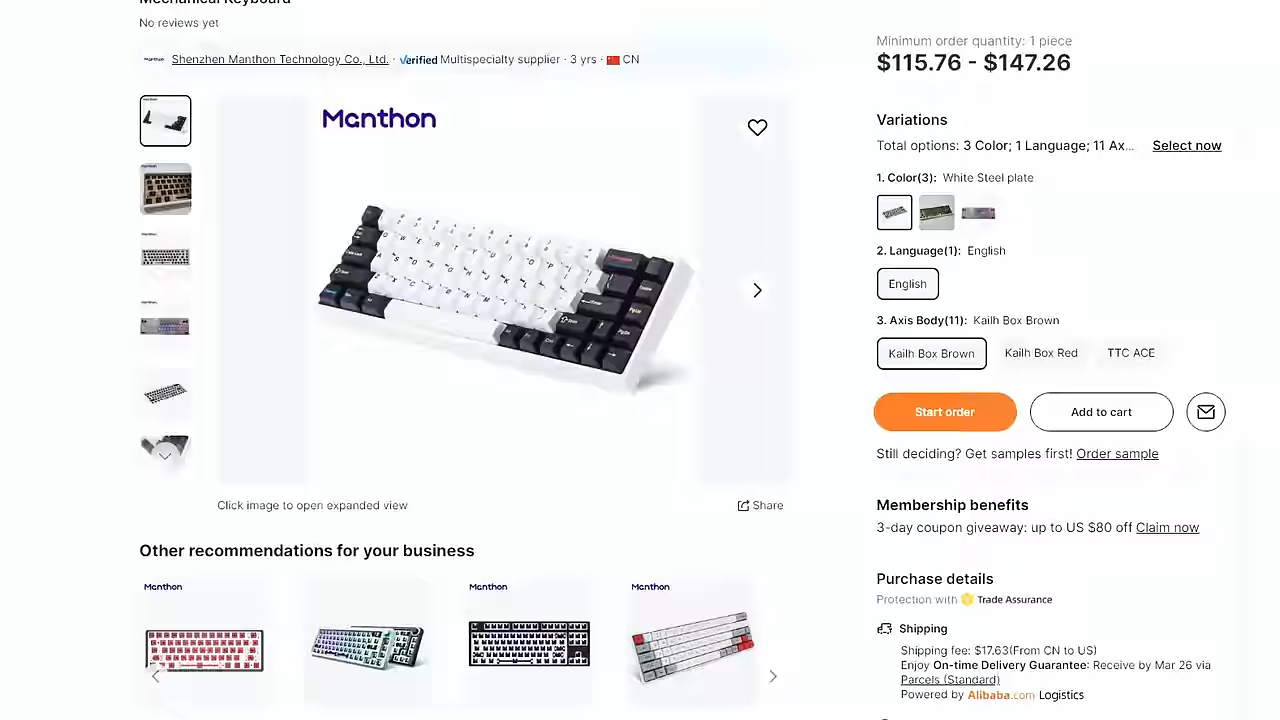 Mechanical Keyboard
No reviews yet
Shenzhen Manthon Technology Co., Ltd. · Verified Multispecialty supplier · 3 yrs · CN
Manthon
Click image to open expanded view
Share
Other recommendations for your business
Manthon
Manthon
Manthon
Minimum order quantity: 1 piece
$115.76 - $147.26
Variations
Total options: 3 Color; 1 Language; 11 Ax... Select now
1. Color(3): White Steel plate
2. Language(1): English
English
3. Axis Body(11): Kailh Box Brown
Kailh Box Brown Kailh Box Red TTC ACE
Start order Add to cart
Still deciding? Get samples first! Order sample
Membership benefits
3-day coupon giveaway: up to US $80 off Claim now
Purchase details
Protection with Trade Assurance
Shipping
Shipping fee: $17.63(From CN to US)
Enjoy On-time Delivery Guarantee: Receive by Mar 26 via
Parcels (Standard)
Powered by Alibaba.com Logistics